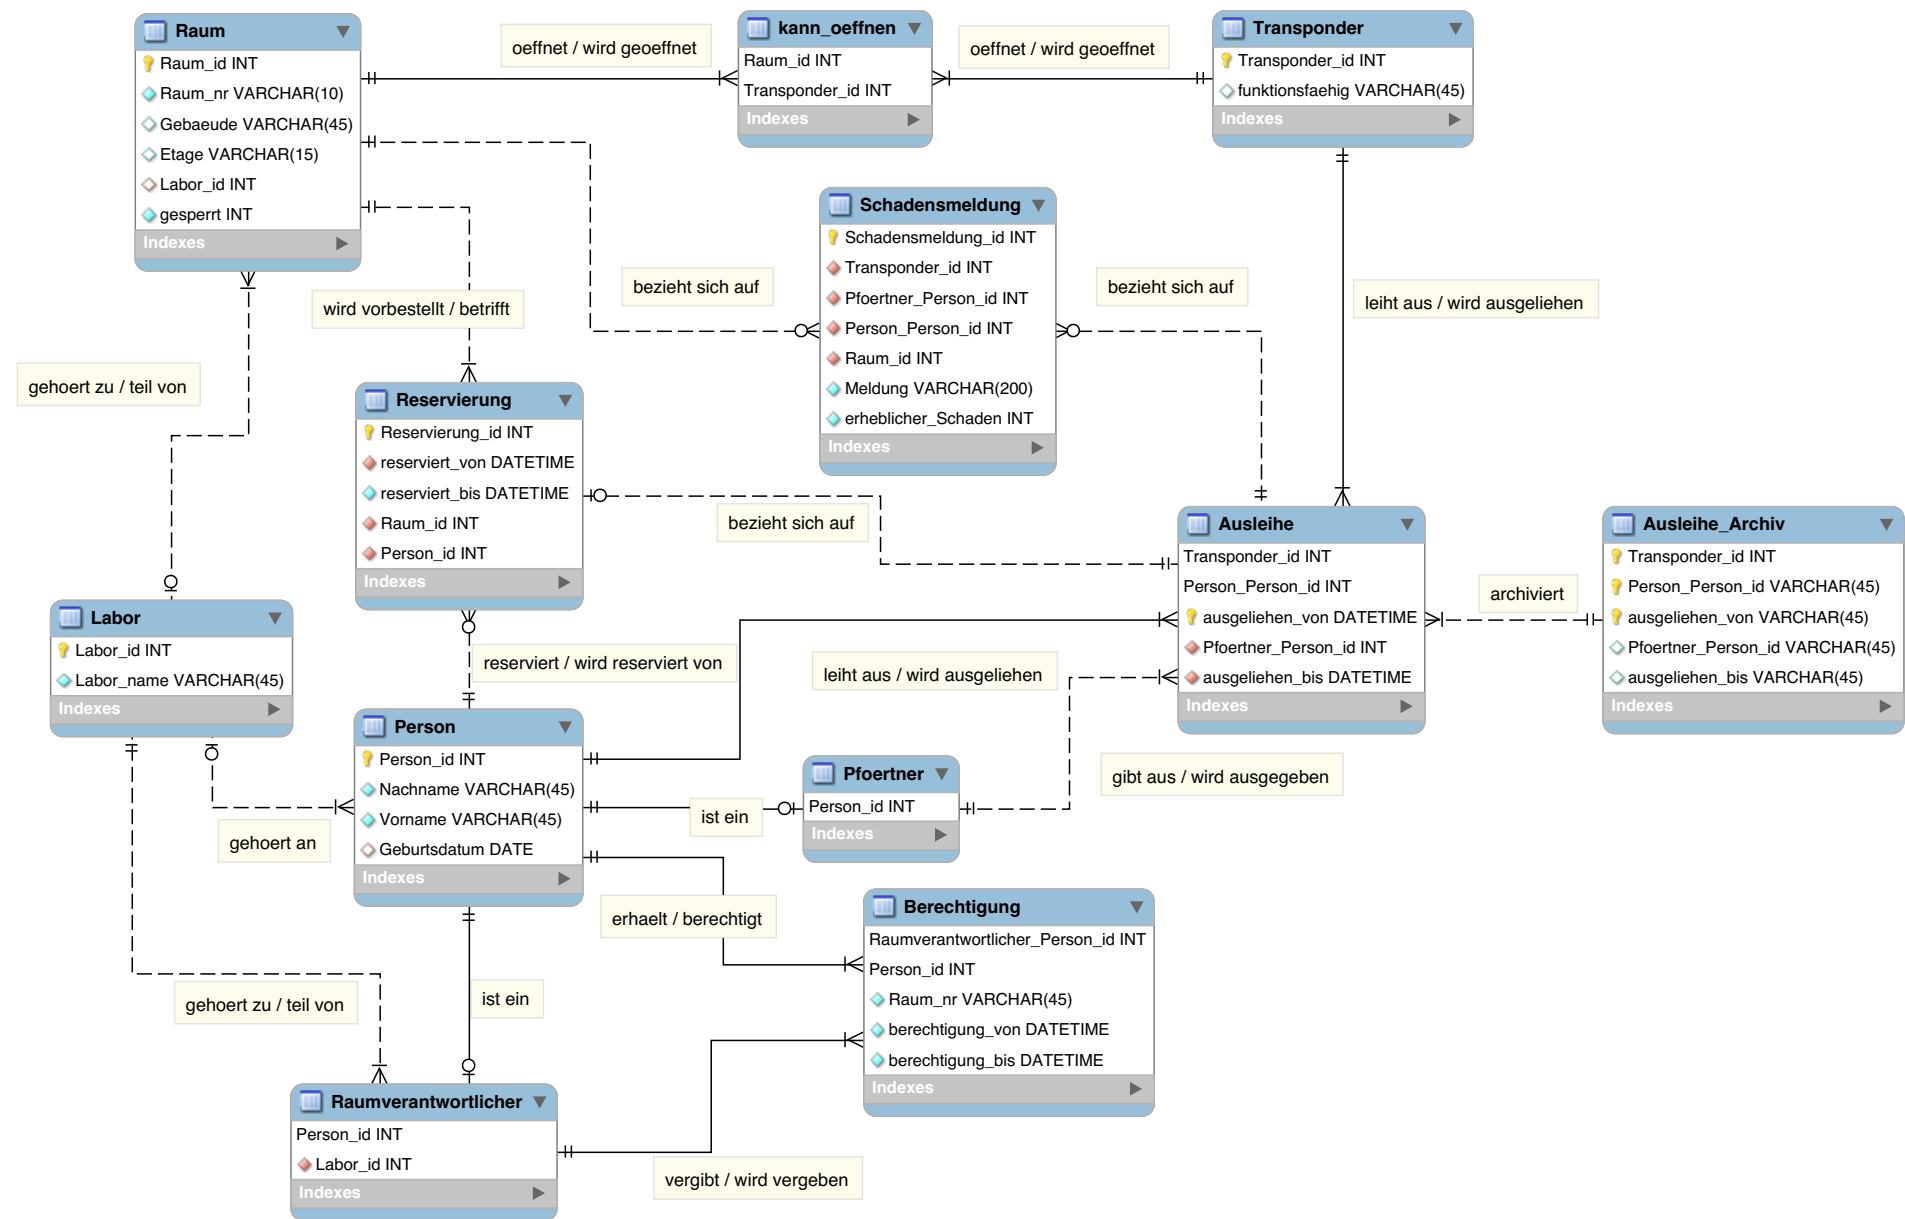 Raum
Raum_id INT
Raum_nr VARCHAR(10)
Gebaeude VARCHAR(45)
Etage VARCHAR(15)
Labor_id INT
gesperrt INT
Indexes
oeffnet / wird geoeffnet
kann_oeffnen
Raum_id INT
Transponder_id INT
Indexes
oeffnet / wird geoeffnet
Transponder
Transponder_id INT
funktionsfaehig VARCHAR(45)
Indexes
Schadensmeldung
Schadensmeldung_id INT
Transponder_id INT
Pfoertner_Person_id INT
Person_Person_id INT
Raum_id INT
Meldung VARCHAR(200)
erheblicher_Schaden INT
Indexes
bezieht sich auf
bezieht sich auf
leiht aus / wird ausgeliehen
wird vorbestellt / betrifft
gehoert zu / teil von
Reservierung
Reservierung_id INT
reserviert_von DATETIME
reserviert_bis DATETIME
Raum_id INT
Person_id INT
Indexes
bezieht sich auf
Ausleihe
Transponder_id INT
Person_Person_id INT
ausgeliehen_von DATETIME
Pfoertner_Person_id INT
ausgeliehen_bis DATETIME
Indexes
archiviert
Ausleihe_Archiv
Transponder_id INT
Person_Person_id VARCHAR(45)
ausgeliehen_von VARCHAR(45)
Pfoertner_Person_id VARCHAR(45)
ausgeliehen_bis VARCHAR(45)
Indexes
Labor
Labor_id INT
Labor_name VARCHAR(45)
Indexes
reserviert / wird reserviert von
leiht aus / wird ausgeliehen
Person
Person_id INT
Nachname VARCHAR(45)
Vorname VARCHAR(45)
Geburtsdatum DATE
Indexes
ist ein
Pfoertner
Person_id INT
Indexes
gibt aus / wird ausgegeben
gehoert an
erhaelt / berechtigt
Berechtigung
Raumverantwortlicher_Person_id INT
Person_id INT
Raum_nr VARCHAR(45)
berechtigung_von DATETIME
berechtigung_bis DATETIME
Indexes
gehoert zu / teil von
ist ein
Raumverantwortlicher
Person_id INT
Labor_id INT
Indexes
vergibt / wird vergeben